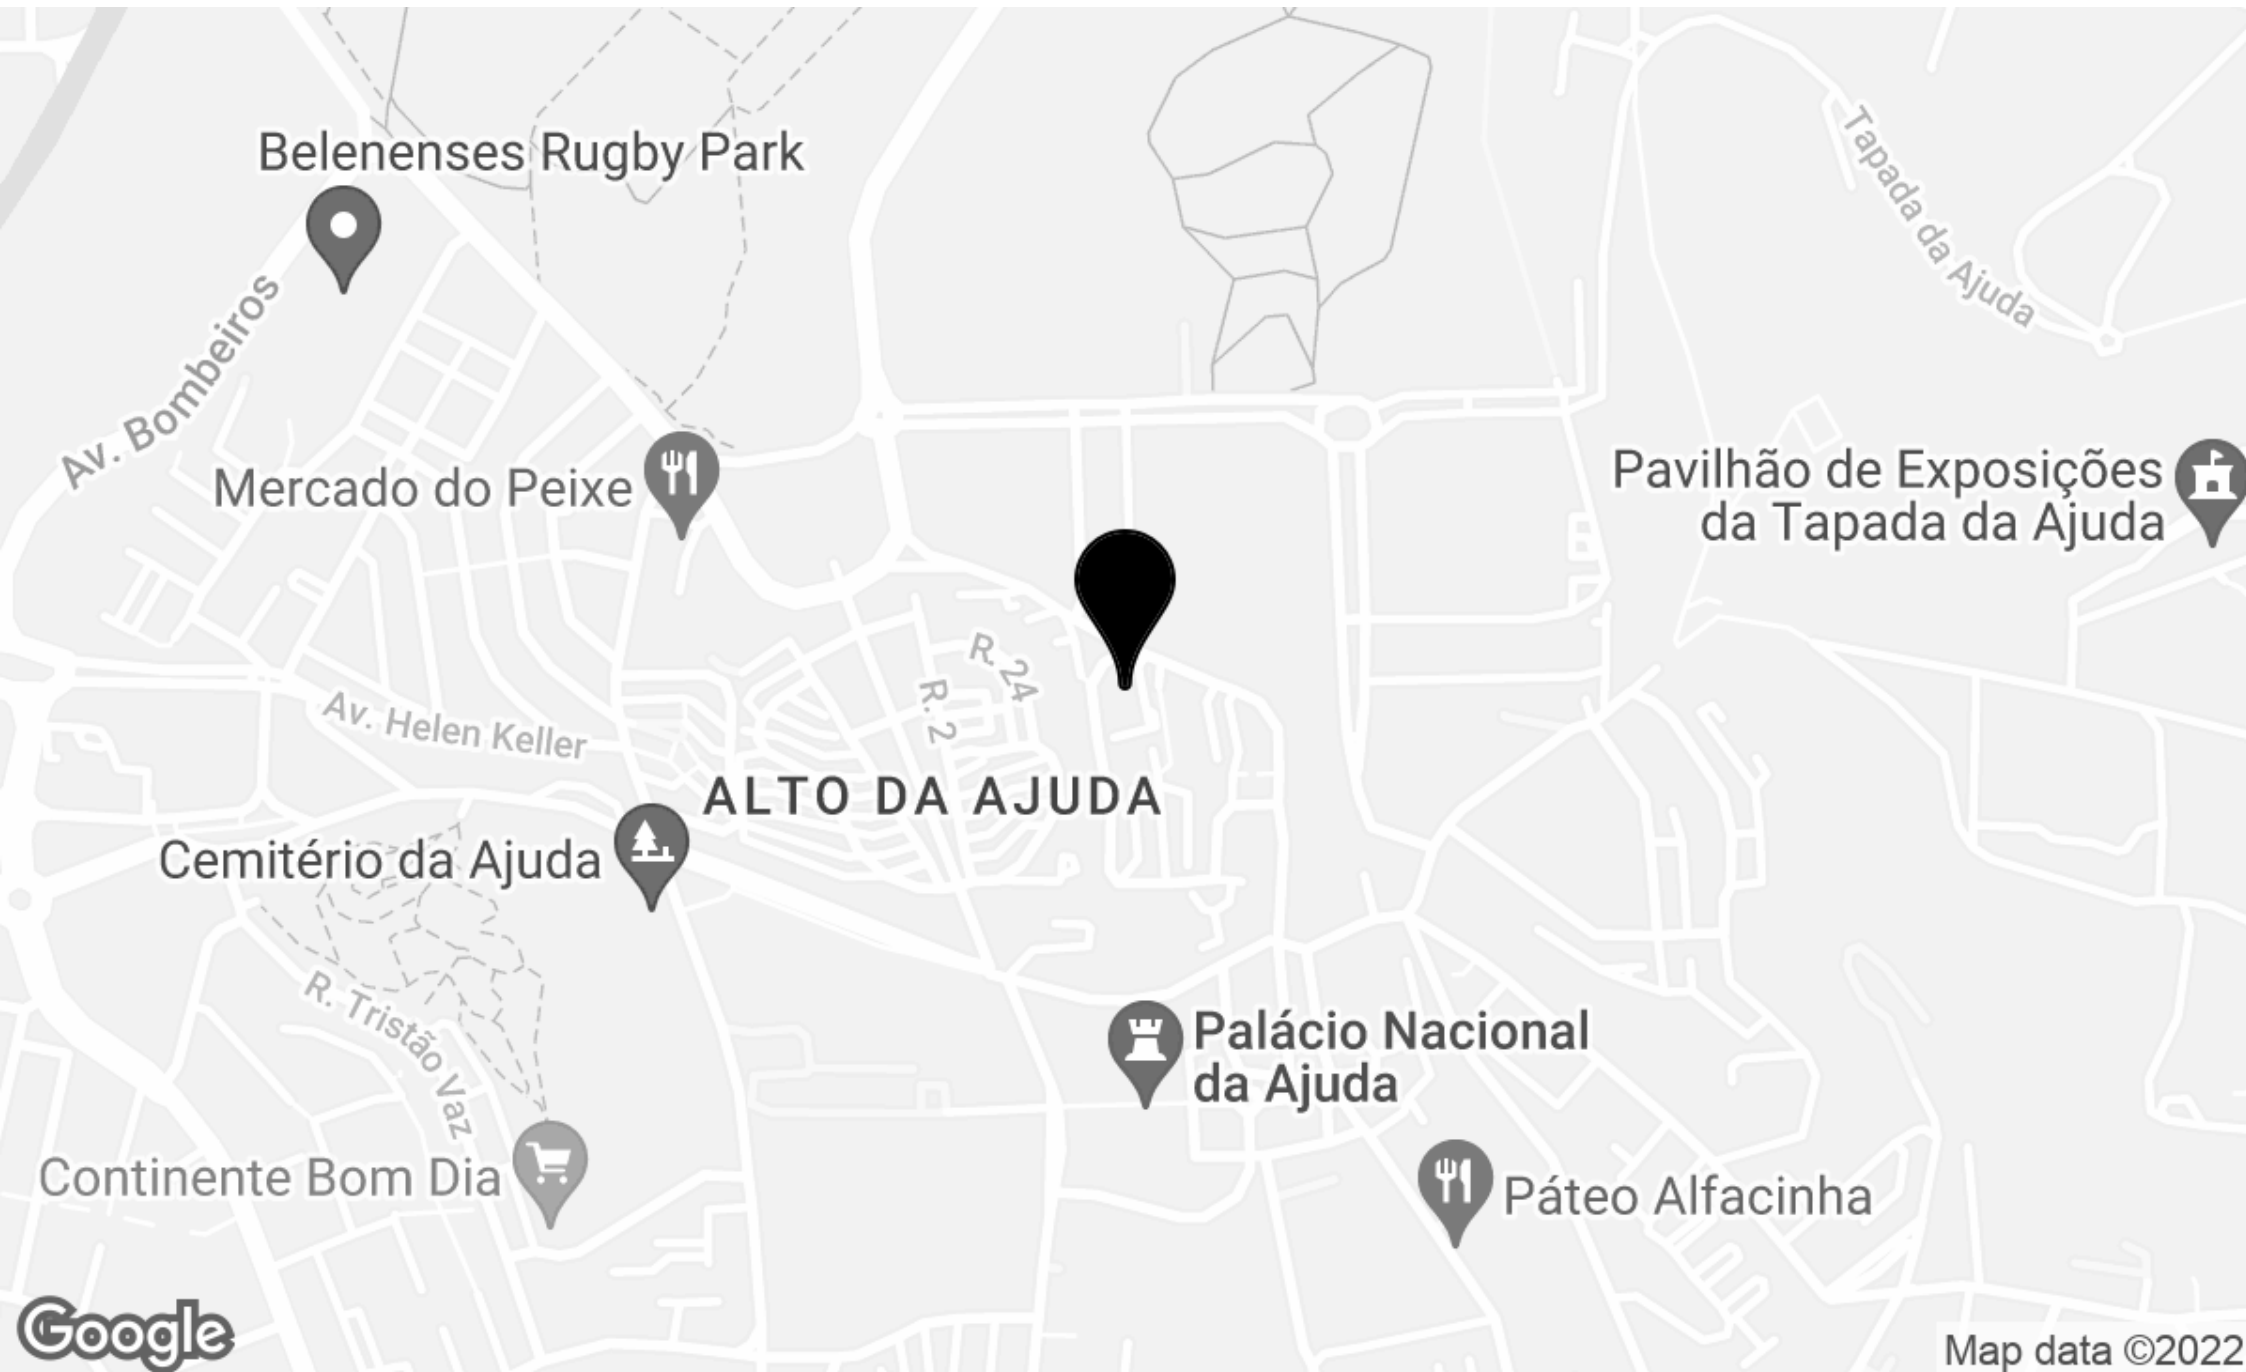 Belenenses Rugby Park
Tapada da Ajuda
Av. Bombeiros
Mercado do Peixe
Pavilhão de Exposições
da Tapada da Ajuda
R. 24
R. 2
Av. Helen Keller
ALTO DA AJUDA
Cemitério da Ajuda
R. Tristão Vaz
Palácio Nacional
da Ajuda
Continente Bom Dia
Páteo Alfacinha
Google
Map data ©2022